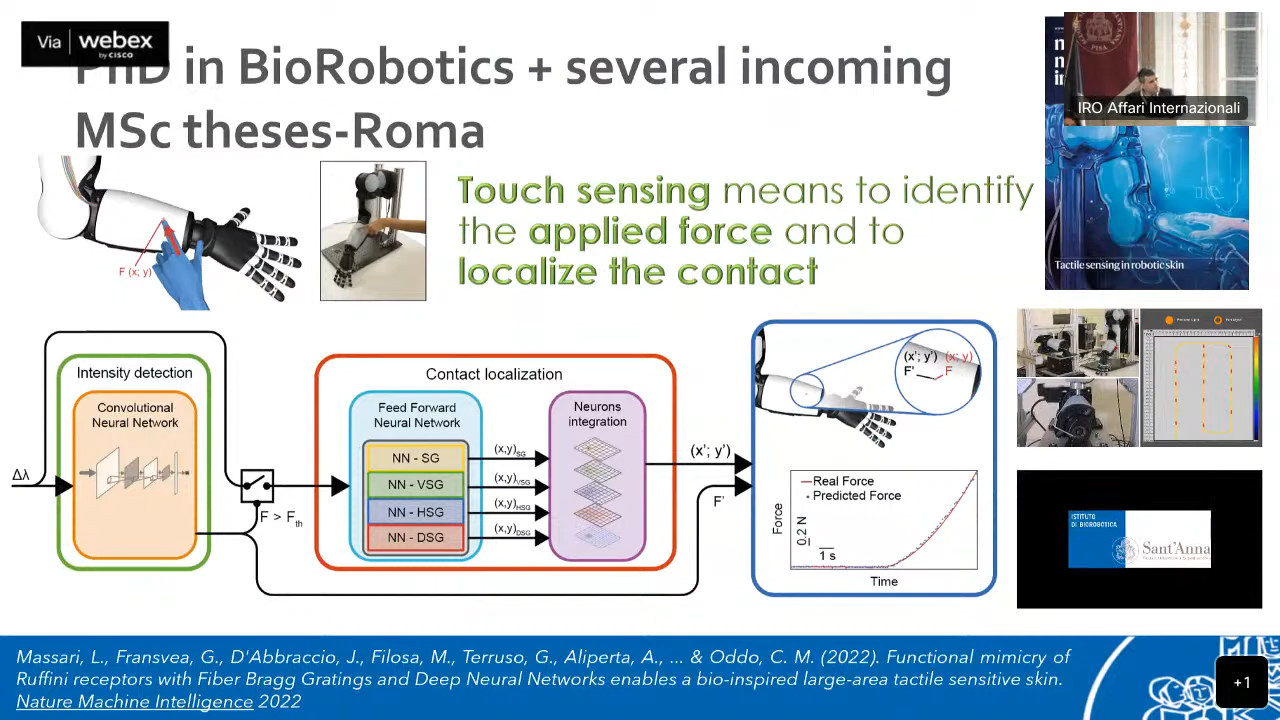 Via webex
by CISCO
PhD in BioRobotics + several incoming
MSc theses-Roma
IRO Affari Internazionali
Touch sensing means to identify
the applied force and to
localize the contact
F (x; y)
Tactile sensing in robotic skin
Intensity detection
Convolutional
Neural Network
Δλ
F > Fth
Contact localization
Feed Forward
Neural Network
NN - SG
NN - VSG
NN - HSG
NN - DSG
(x,y)SG
(x,y)VSG
(x,y)HSG
(x,y)DSG
Neurons
integration
(x'; y')
F'
(x'; y') (x; y)
F' F
Real Force
Predicted Force
Force
0.2 N
1 s
Time
ISTITUTO
DI BIOROBOTICA
Sant'Anna
Massari, L., Fransvea, G., D'Abbraccio, J., Filosa, M., Terruso, G., Aliperta, A., ... & Oddo, C. M. (2022). Functional mimicry of
Ruffini receptors with Fiber Bragg Gratings and Deep Neural Networks enables a bio-inspired large-area tactile sensitive skin.
Nature Machine Intelligence 2022
+1